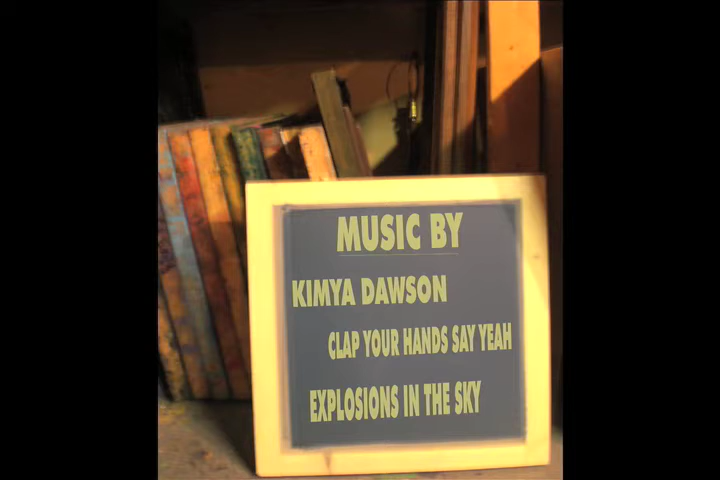 MUSIC BY
KIMYA DAWSON
CLAP YOUR HANDS SAY YEAH
EXPLOSIONS IN THE SKY